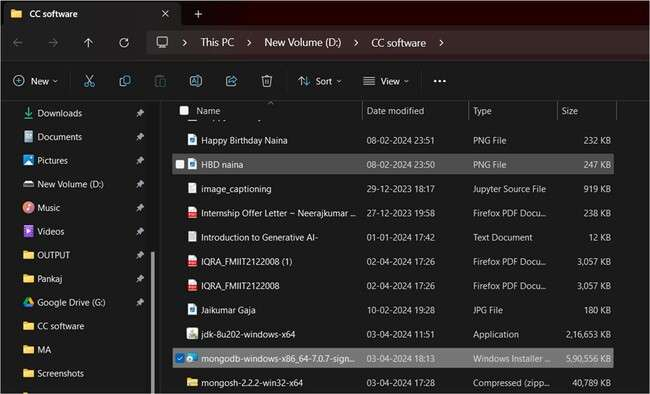 CC software
This PC > New Volume (D:) > CC software >
New Sort View ...
Name Date modified Type Size
Downloads
Documents
Pictures
New Volume (D:)
Music
Videos
OUTPUT
Pankaj
Google Drive (G:)
CC software
MA
Screenshots
Happy Birthday Naina 08-02-2024 23:51 PNG File 232 KB
HBD naina 08-02-2024 23:50 PNG File 247 KB
image_captioning 29-12-2023 18:17 Jupyter Source File 919 KB
Internship Offer Letter – Neerajkumar ... 27-12-2023 19:58 Firefox PDF Docu... 238 KB
Introduction to Generative AI- 01-01-2024 17:42 Text Document 12 KB
IQRA_FMIIT2122008 (1) 02-04-2024 17:26 Firefox PDF Docu... 3,057 KB
IQRA_FMIIT2122008 02-04-2024 17:26 Firefox PDF Docu... 3,057 KB
Jaikumar Gaja 10-02-2024 19:28 JPG File 180 KB
jdk-8u202-windows-x64 03-04-2024 11:51 Application 2,16,653 KB
mongodb-windows-x86_64-7.0.7-sign... 03-04-2024 18:13 Windows Installer ... 5,90,556 KB
mongosh-2.2.2-win32-x64 03-04-2024 17:28 Compressed (zipp... 40,789 KB